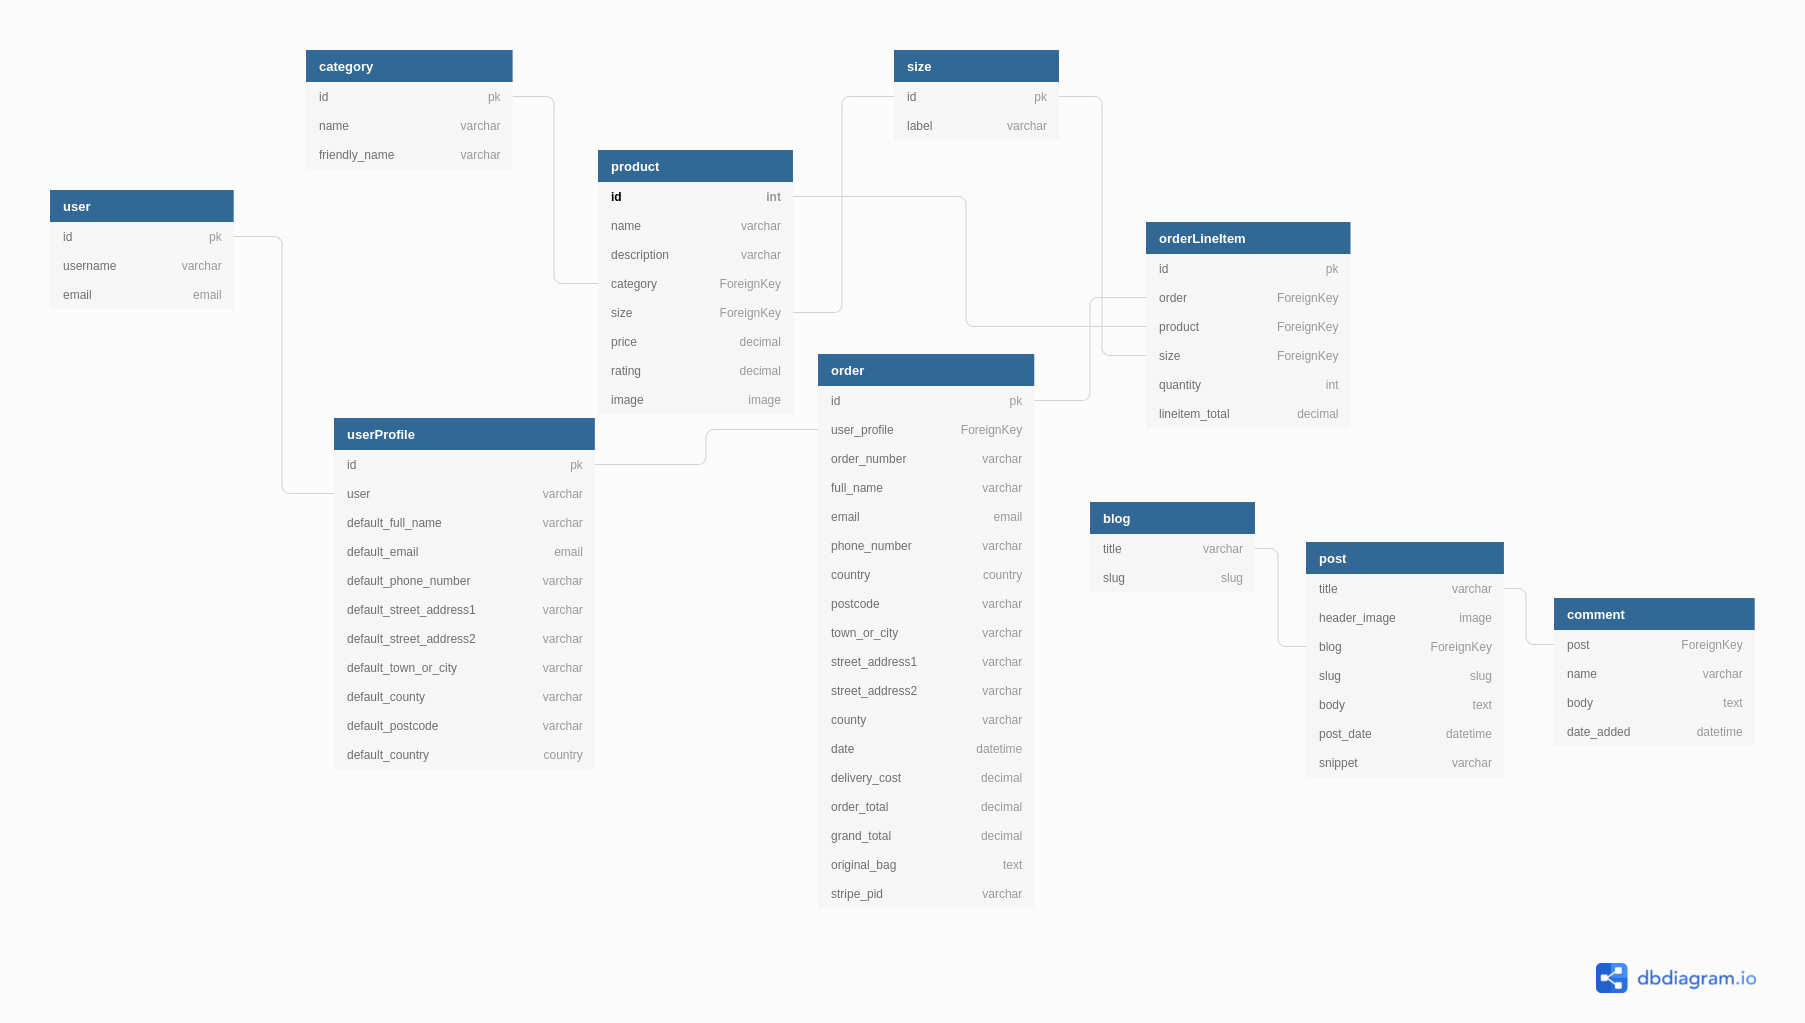 category
id pk
name varchar
friendly_name varchar
size
id pk
label varchar
product
id int
name varchar
description varchar
category ForeignKey
size ForeignKey
price decimal
rating decimal
image image
user
id pk
username varchar
email email
orderLineItem
id pk
order ForeignKey
product ForeignKey
size ForeignKey
quantity int
lineitem_total decimal
order
id pk
user_profile ForeignKey
order_number varchar
full_name varchar
email email
phone_number varchar
country country
postcode varchar
town_or_city varchar
street_address1 varchar
street_address2 varchar
county varchar
date datetime
delivery_cost decimal
order_total decimal
grand_total decimal
original_bag text
stripe_pid varchar
userProfile
id pk
user varchar
default_full_name varchar
default_email email
default_phone_number varchar
default_street_address1 varchar
default_street_address2 varchar
default_town_or_city varchar
default_county varchar
default_postcode varchar
default_country country
blog
title varchar
slug slug
post
title varchar
header_image image
blog ForeignKey
slug slug
body text
post_date datetime
snippet varchar
comment
post ForeignKey
name varchar
body text
date_added datetime
dbdiagram.io